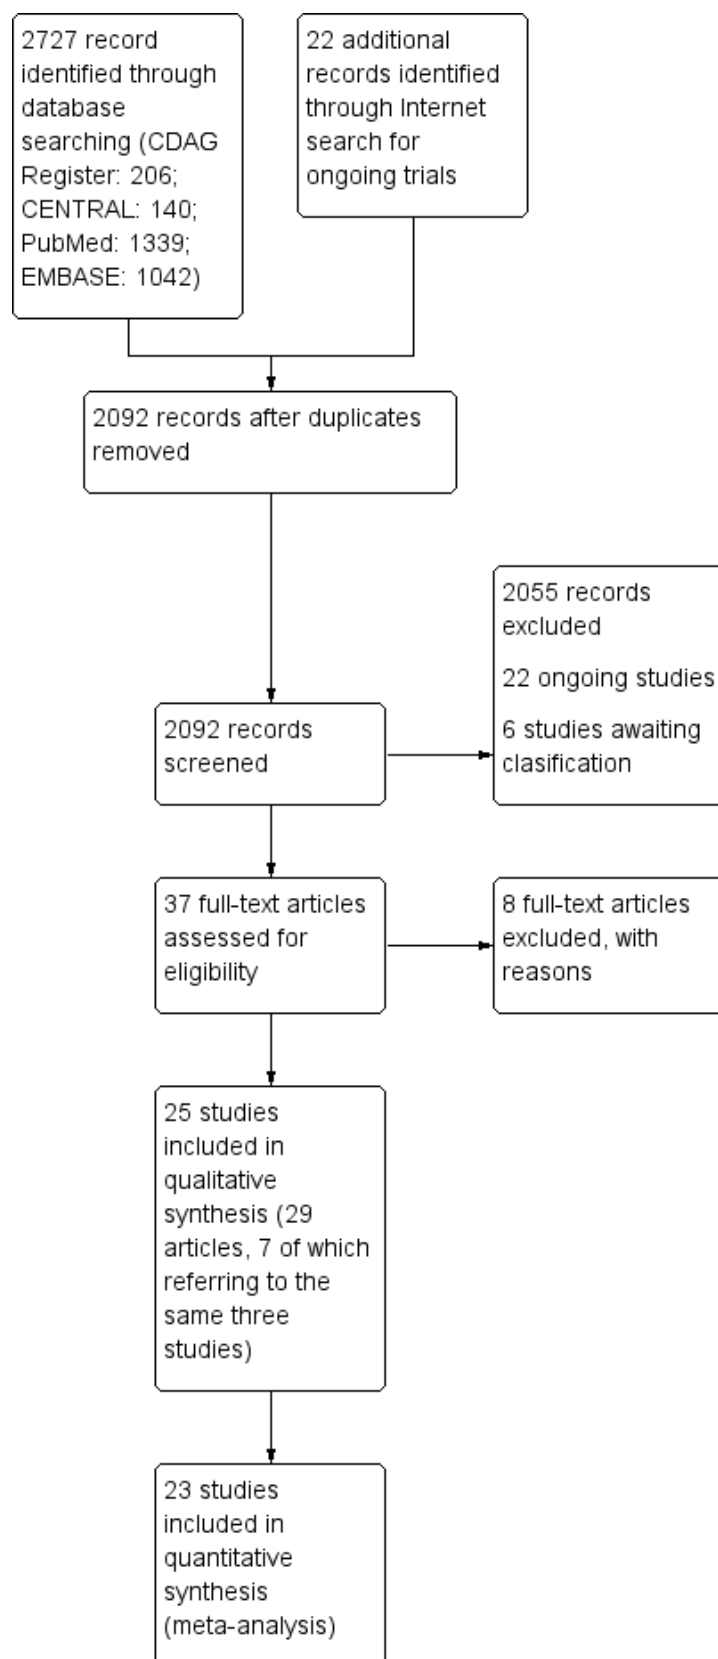 2727 record
identified through
database
searching (CDAG
Register: 206;
CENTRAL: 140;
PubMed: 1339;
EMBASE: 1042)
22 additional
records identified
through Internet
search for
ongoing trials
2092 records after duplicates
removed
2055 records
excluded
22 ongoing studies
6 studies awaiting
clasification
2092 records
screened
37 full-text articles
assessed for
eligibility
8 full-text articles
excluded, with
reasons
25 studies
included in
qualitative
synthesis (29
articles, 7 of which
referring to the
same three
studies)
23 studies
included in
quantitative
synthesis
(meta-analysis)